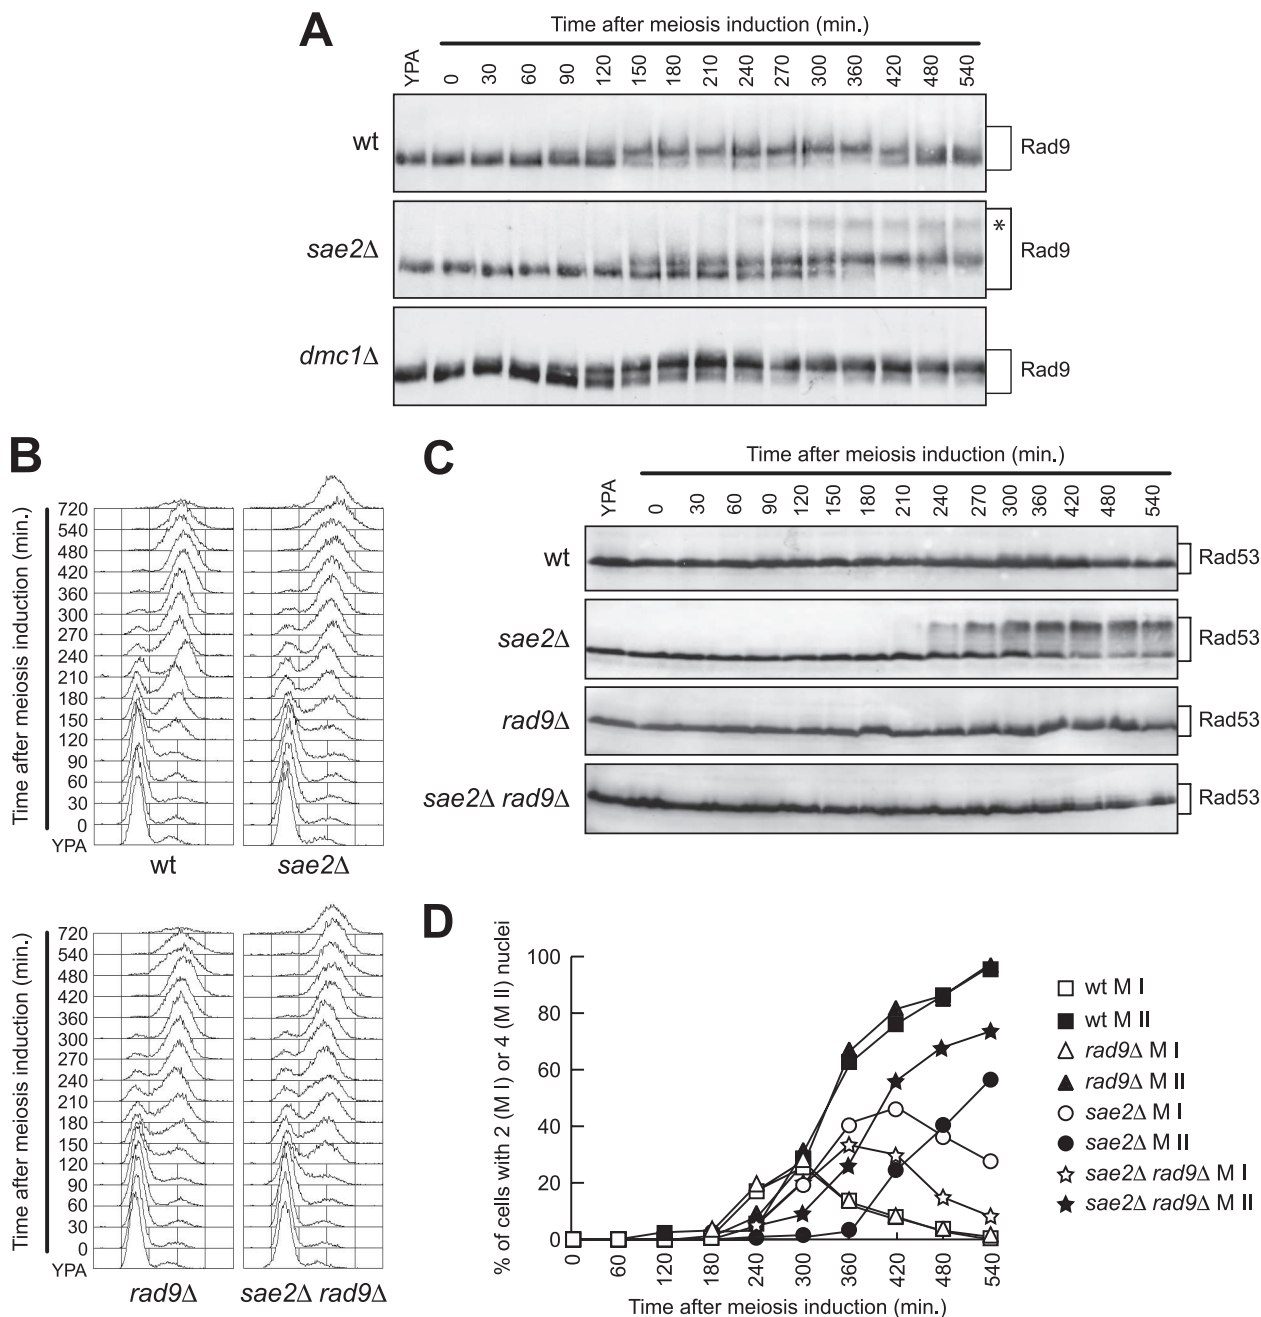 A
Time after meiosis induction (min.)
YPA 0 30 60 90 120 150 180 210 240 270 300 360 420 480 540
wt Rad9
sae2Δ * Rad9
dmc1Δ Rad9
B
Time after meiosis induction (min.)
720
540
480
420
360
300
270
240
210
180
150
120
90
60
30
0
YPA
wt sae2Δ
C
Time after meiosis induction (min.)
YPA 0 30 60 90 120 150 180 210 240 270 300 360 420 480 540
wt Rad53
sae2Δ Rad53
rad9Δ Rad53
sae2Δ rad9Δ Rad53
Time after meiosis induction (min.)
720
540
480
420
360
300
270
240
210
180
150
120
90
60
30
0
YPA
rad9Δ sae2Δ rad9Δ
D
% of cells with 2 (M I) or 4 (M II) nuclei
100
80
60
40
20
0
0 60 120 180 240 300 360 420 480 540
Time after meiosis induction (min.)
wt M I
wt M II
rad9Δ M I
rad9Δ M II
sae2Δ M I
sae2Δ M II
sae2Δ rad9Δ M I
sae2Δ rad9Δ M II